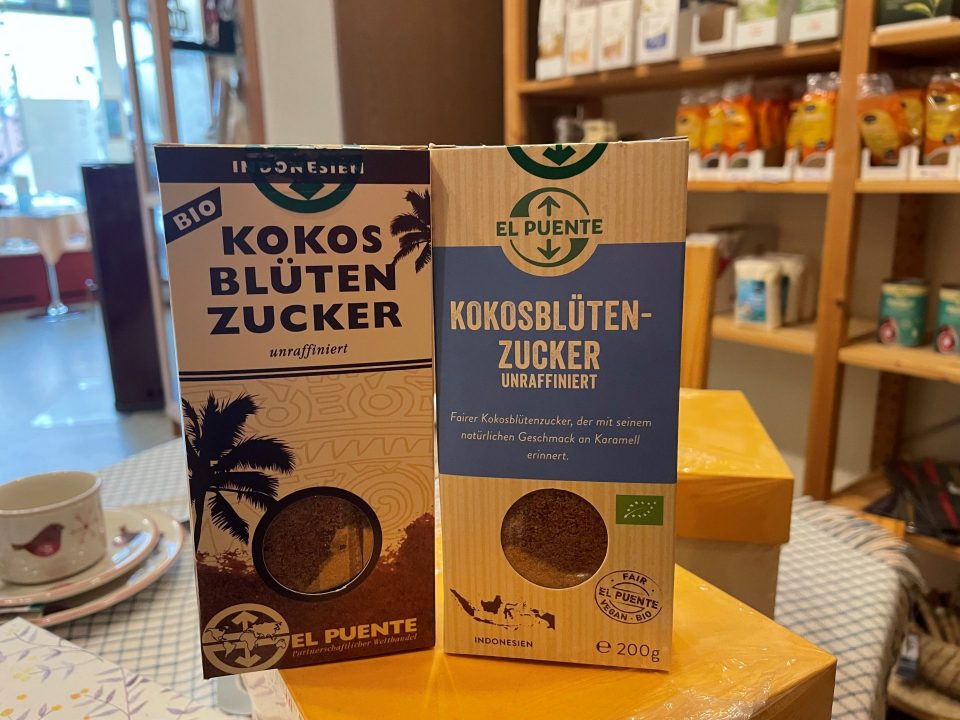 INDONESIEN
BIO
KOKOS
BLÜTEN
ZUCKER
unraffiniert
EL PUENTE
Partnerschaftlicher Welthandel
EL PUENTE
KOKOSBLÜTEN-
ZUCKER
UNRAFFINIERT
Fairer Kokosblütenzucker, der mit seinem
natürlichen Geschmack an Karamell
erinnert.
FAIR
EL PUENTE
VEGAN · BIO
INDONESIEN
℮ 200g